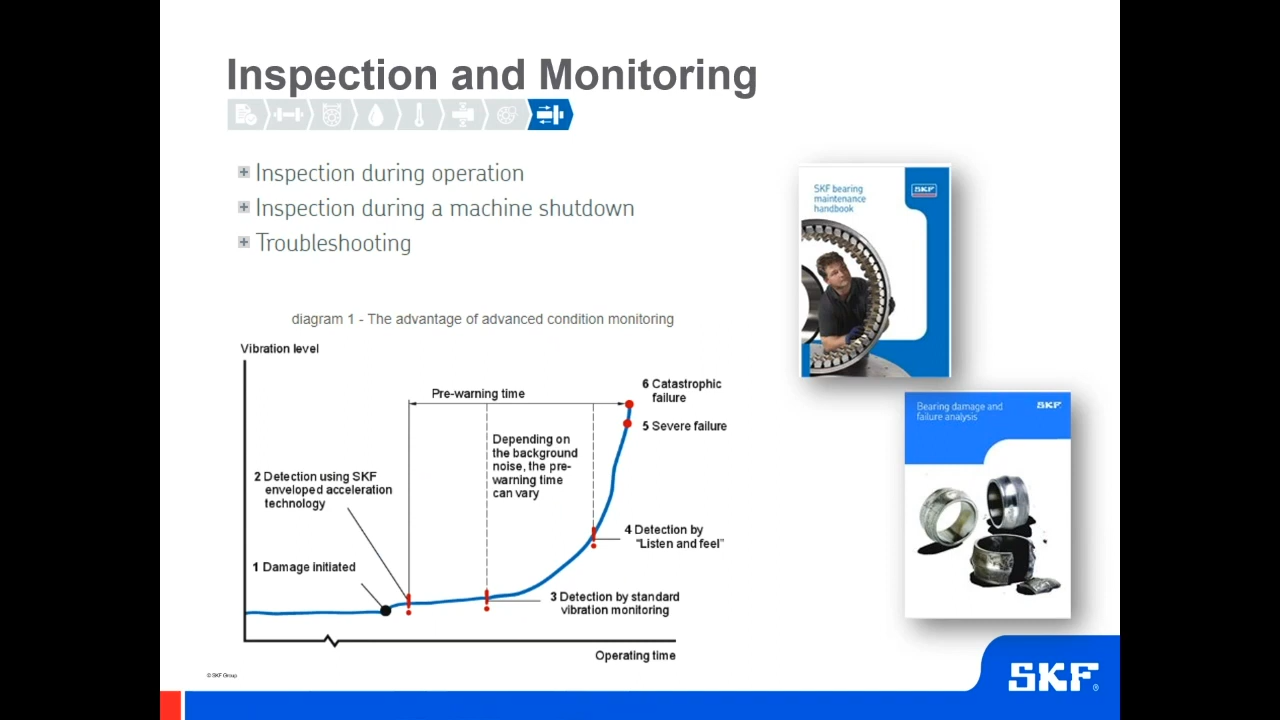 Inspection and Monitoring
Inspection during operation
Inspection during a machine shutdown
Troubleshooting
SKF bearing
maintenance
handbook
SKF
diagram 1 - The advantage of advanced condition monitoring
Vibration level
Pre-warning time
6 Catastrophic
failure
5 Severe failure
Depending on
the background
noise, the pre-
warning time
can vary
2 Detection using SKF
enveloped acceleration
technology
4 Detection by
"Listen and feel"
1 Damage initiated
3 Detection by standard
vibration monitoring
Operating time
Bearing damage and
failure analysis
SKF
© SKF Group
SKF®